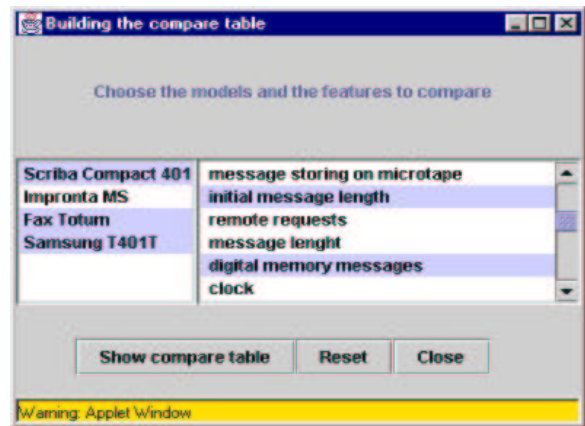 Building the compare table
Choose the models and the features to compare
Scriba Compact 401
Impronta MS
Fax Totum
Samsung T401T
message storing on microtape
initial message length
remote requests
message lenght
digital memory messages
clock
Show compare table
Reset
Close
Warning: Applet Window